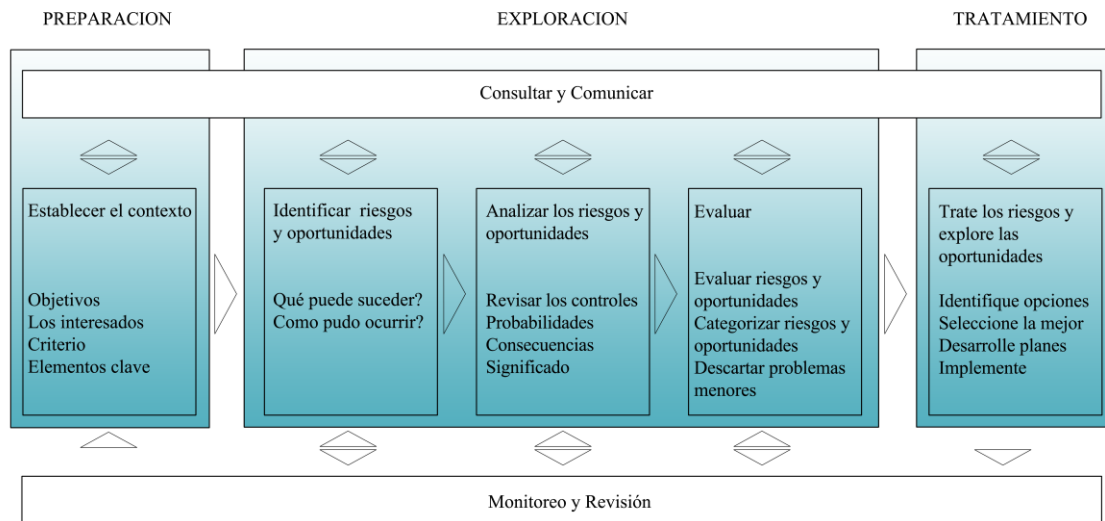 PREPARACION
EXPLORACION
TRATAMIENTO
Consultar y Comunicar
Establecer el contexto
Objetivos
Los interesados
Criterio
Elementos clave
Identificar riesgos
y oportunidades
Qué puede suceder?
Como pudo ocurrir?
Analizar los riesgos y
oportunidades
Revisar los controles
Probabilidades
Consecuencias
Significado
Evaluar
Evaluar riesgos y
oportunidades
Categorizar riesgos y
oportunidades
Descartar problemas
menores
Trate los riesgos y
explore las
oportunidades
Identifique opciones
Seleccione la mejor
Desarrolle planes
Implemente
Monitoreo y Revisión